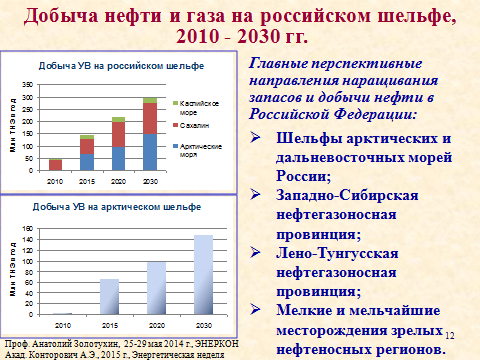 Добыча нефти и газа на российском шельфе,
2010 - 2030 гг.
Добыча УВ на российском шельфе
Млн ТНЭ в год
350
300
250
200
150
100
50
0
2010 2015 2020 2030
Каспийское
море
Сахалин
Арктические
моря
Добыча УВ на арктическом шельфе
Млн ТНЭ в год
160
140
120
100
80
60
40
20
0
2010 2015 2020 2030
Проф. Анатолий Золотухин, 25-29 мая 2014 г., ЭНЕРКОН
Акад. Конторович А.Э., 2015 г., Энергетическая неделя
Главные перспективные
направления наращивания
запасов и добычи нефти в
Российской Федерации:
Шельфы арктических и
дальневосточных морей
России;
Западно-Сибирская
нефтегазоносная
провинция;
Лено-Тунгусская
нефтегазоносная
провинция;
Мелкие и мельчайшие
месторождения зрелых
нефтеносных регионов.
12